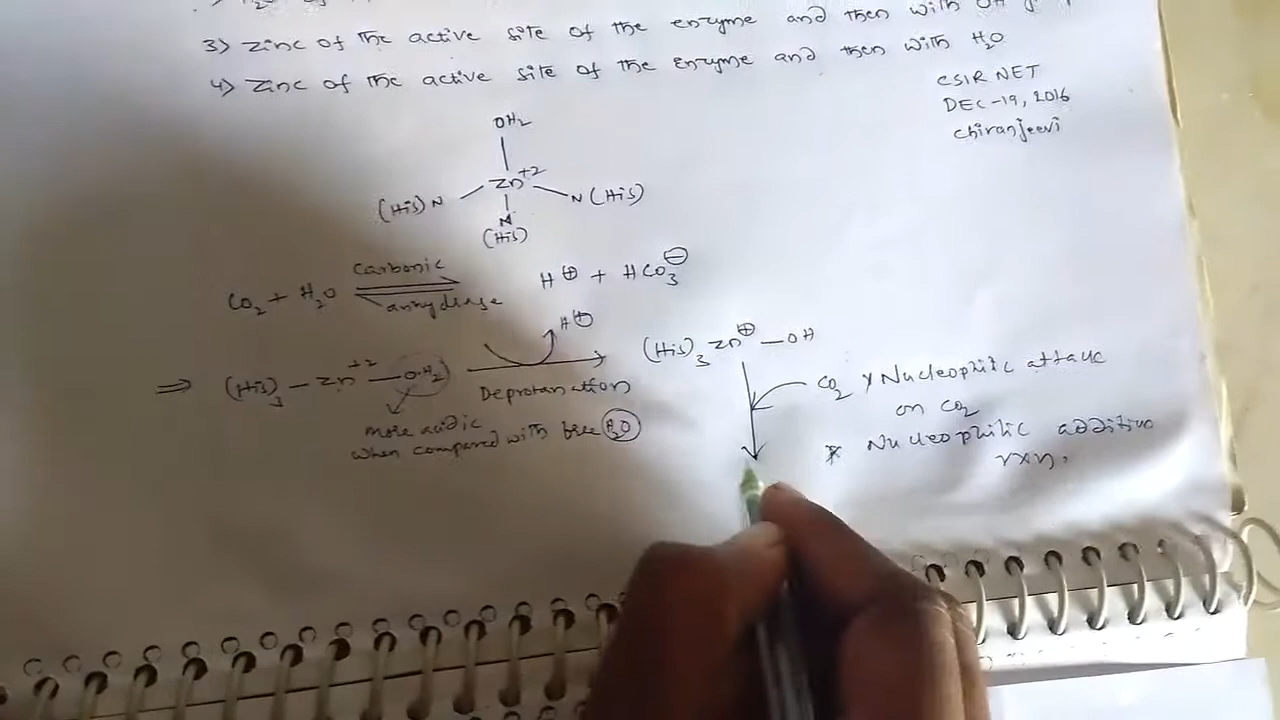 3) Zinc of the active site of the enzyme and then with OH
4) Zinc of the active site of the enzyme and then with H2O
CSIR NET
DEC-19, 2016
chiranjeevi
OH2
Zn+2
(His) N
N (His)
N
(His)
CO2 + H2O
carbonic
anhydrase
H⊕ + HCO3⊖
H⊕
⇒ (His)3 - Zn+2 - OH2
Deprotanation
(His)3 Zn⊕ - OH
more acidic
when compared with free H2O
CO2 * Nucleophilic attack
on CO2
* Nucleophilic addition
rxn.